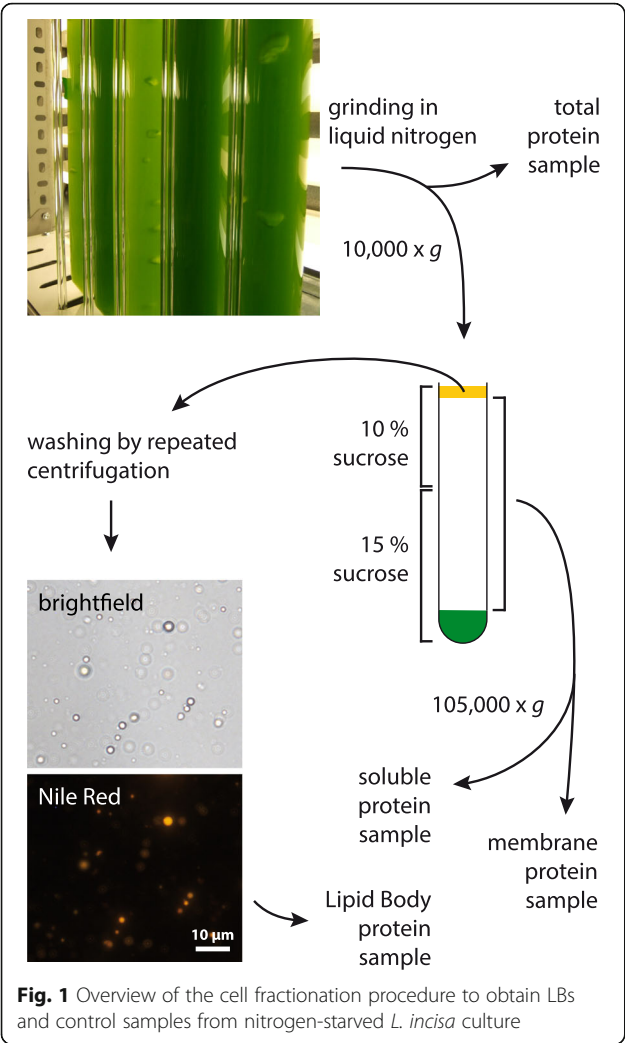 grinding in
liquid nitrogen
total
protein
sample
10,000 x g
10 %
sucrose
15 %
sucrose
washing by repeated
centrifugation
brightfield
Nile Red
10 µm
105,000 x g
soluble
protein
sample
membrane
protein
sample
Lipid Body
protein
sample
Fig. 1 Overview of the cell fractionation procedure to obtain LBs
and control samples from nitrogen-starved L. incisa culture